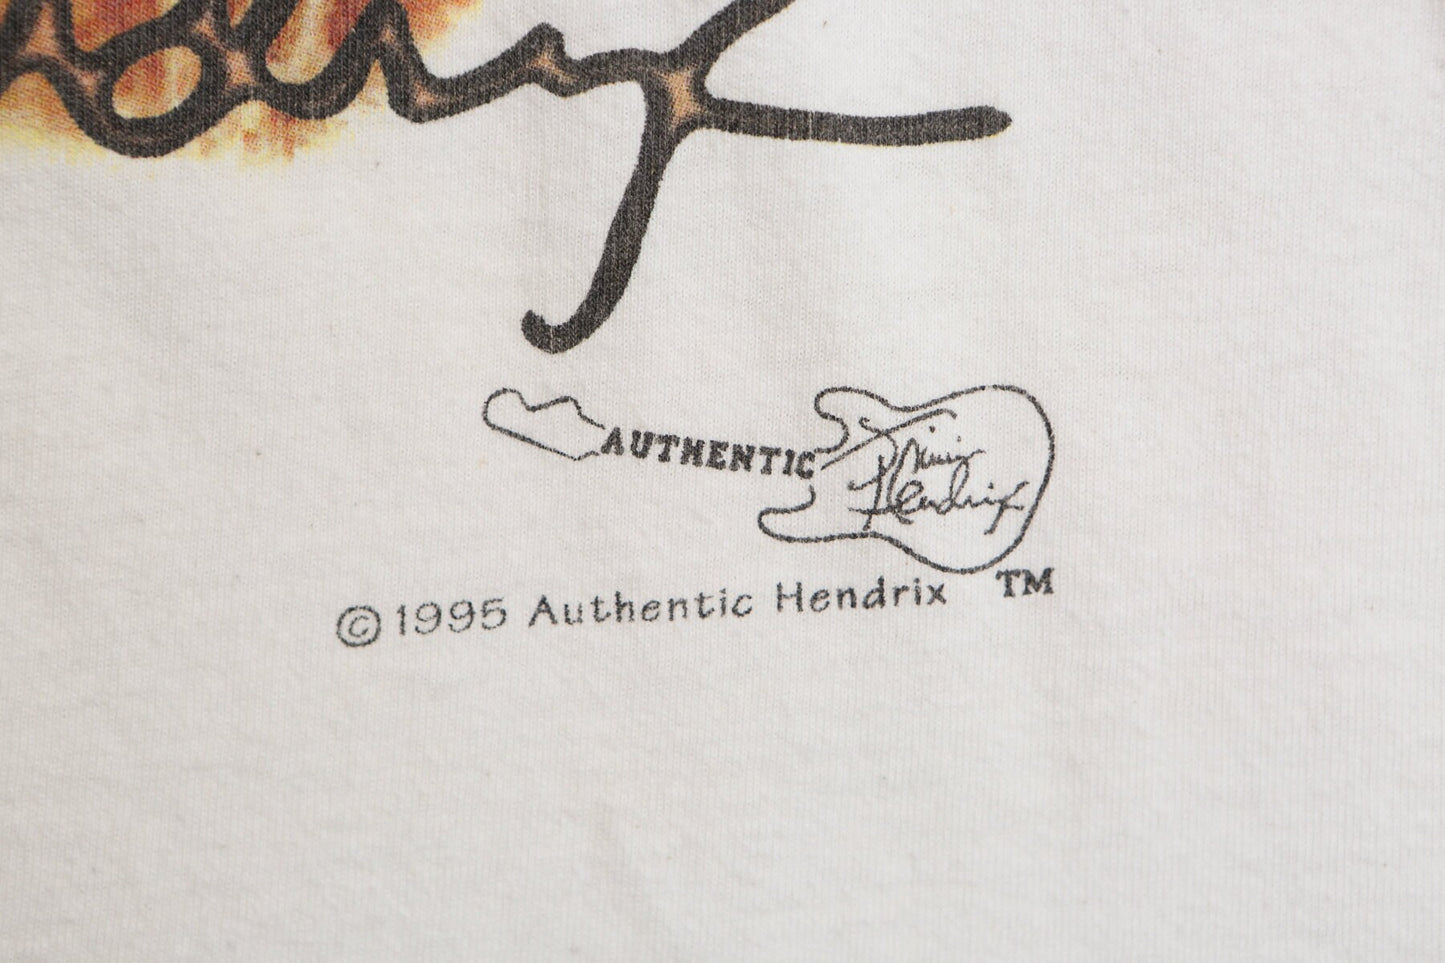 AUTHENTIC
Jimi
Hendrix
TM
© 1995 Authentic Hendrix